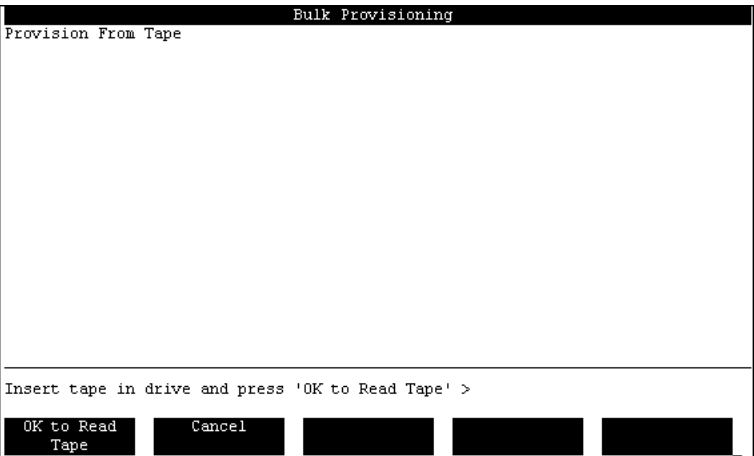 Bulk Provisioning
Provision From Tape
Insert tape in drive and press 'OK to Read Tape' >
OK to Read
Tape
Cancel